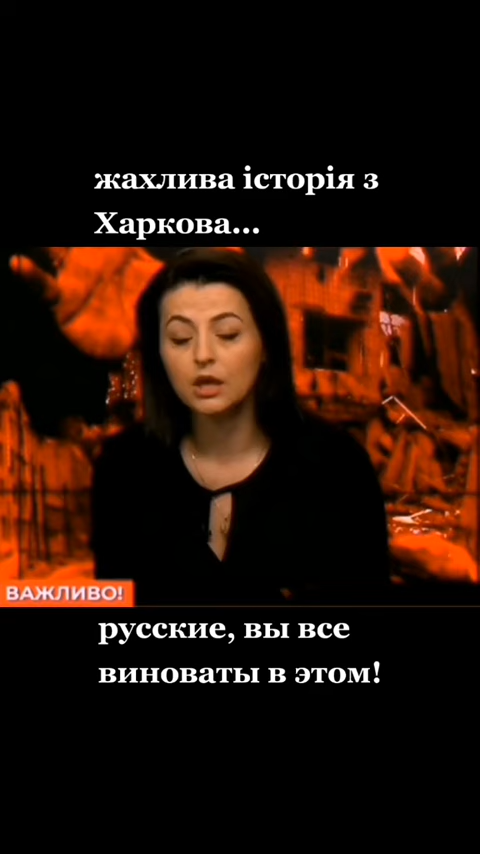 жахлива історія з
Харкова...
ВАЖЛИВО!
русские, вы все
виноваты в этом!